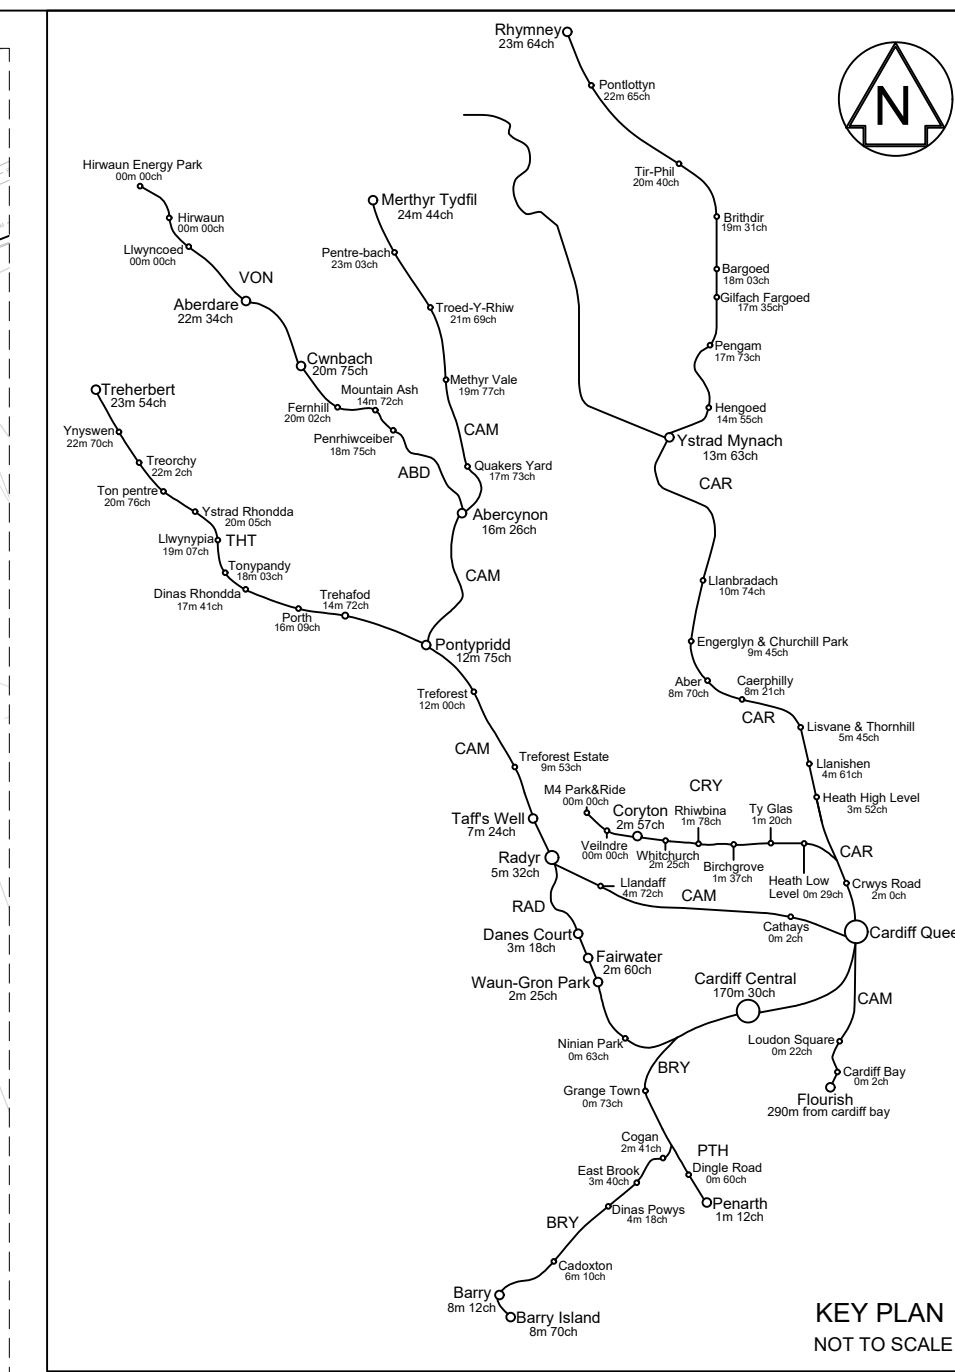 Rhymney
23m 64ch
Pontlottyn
22m 65ch
N
Tir-Phil
20m 40ch
Hirwaun Energy Park
00m 00ch
Merthyr Tydfil
24m 44ch
Hirwaun
00m 00ch
Brithdir
19m 31ch
Llwyncoed
00m 00ch
Pentre-bach
23m 03ch
VON
Bargoed
18m 03ch
Aberdare
22m 34ch
Troed-Y-Rhiw
21m 69ch
Gilfach Fargoed
17m 35ch
Pengam
17m 73ch
Cwnbach
20m 75ch
Treherbert
23m 54ch
Mountain Ash
14m 72ch
Methyr Vale
19m 77ch
Fernhill
20m 02ch
Hengoed
14m 55ch
Ynyswen
22m 70ch
Penrhiwceiber
18m 75ch
CAM
Ystrad Mynach
13m 63ch
Treorchy
22m 2ch
ABD
Quakers Yard
17m 73ch
CAR
Ton pentre
20m 76ch
Ystrad Rhondda
20m 05ch
Abercynon
16m 26ch
Llwynypia
19m 07ch
THT
Tonypandy
18m 03ch
CAM
Llanbradach
10m 74ch
Dinas Rhondda
17m 41ch
Trehafod
14m 72ch
Porth
16m 09ch
Pontypridd
12m 75ch
Engerglyn & Churchill Park
9m 45ch
Treforest
12m 00ch
Aber
8m 70ch
Caerphilly
8m 21ch
CAR
Lisvane & Thornhill
5m 45ch
CAM
Treforest Estate
9m 53ch
Llanishen
4m 61ch
M4 Park&Ride
00m 00ch
CRY
Heath High Level
3m 52ch
Taff's Well
7m 24ch
Coryton
2m 57ch
Rhiwbina
1m 78ch
Ty Glas
1m 20ch
Veilndre
00m 00ch
Whitchurch
2m 25ch
Birchgrove
1m 37ch
Heath Low
Level 0m 29ch
CAR
Radyr
5m 32ch
Llandaff
4m 72ch
CAM
Crwys Road
2m 0ch
RAD
Cathays
0m 2ch
Cardiff Quee
Danes Court
3m 18ch
Fairwater
2m 60ch
Waun-Gron Park
2m 25ch
Cardiff Central
170m 30ch
CAM
Ninian Park
0m 63ch
Loudon Square
0m 22ch
BRY
Cardiff Bay
0m 2ch
Grange Town
0m 73ch
Flourish
290m from cardiff bay
Cogan
2m 41ch
PTH
East Brook
3m 40ch
Dingle Road
0m 60ch
Dinas Powys
4m 18ch
Penarth
1m 12ch
BRY
Cadoxton
6m 10ch
Barry
8m 12ch
Barry Island
8m 70ch
KEY PLAN
NOT TO SCALE